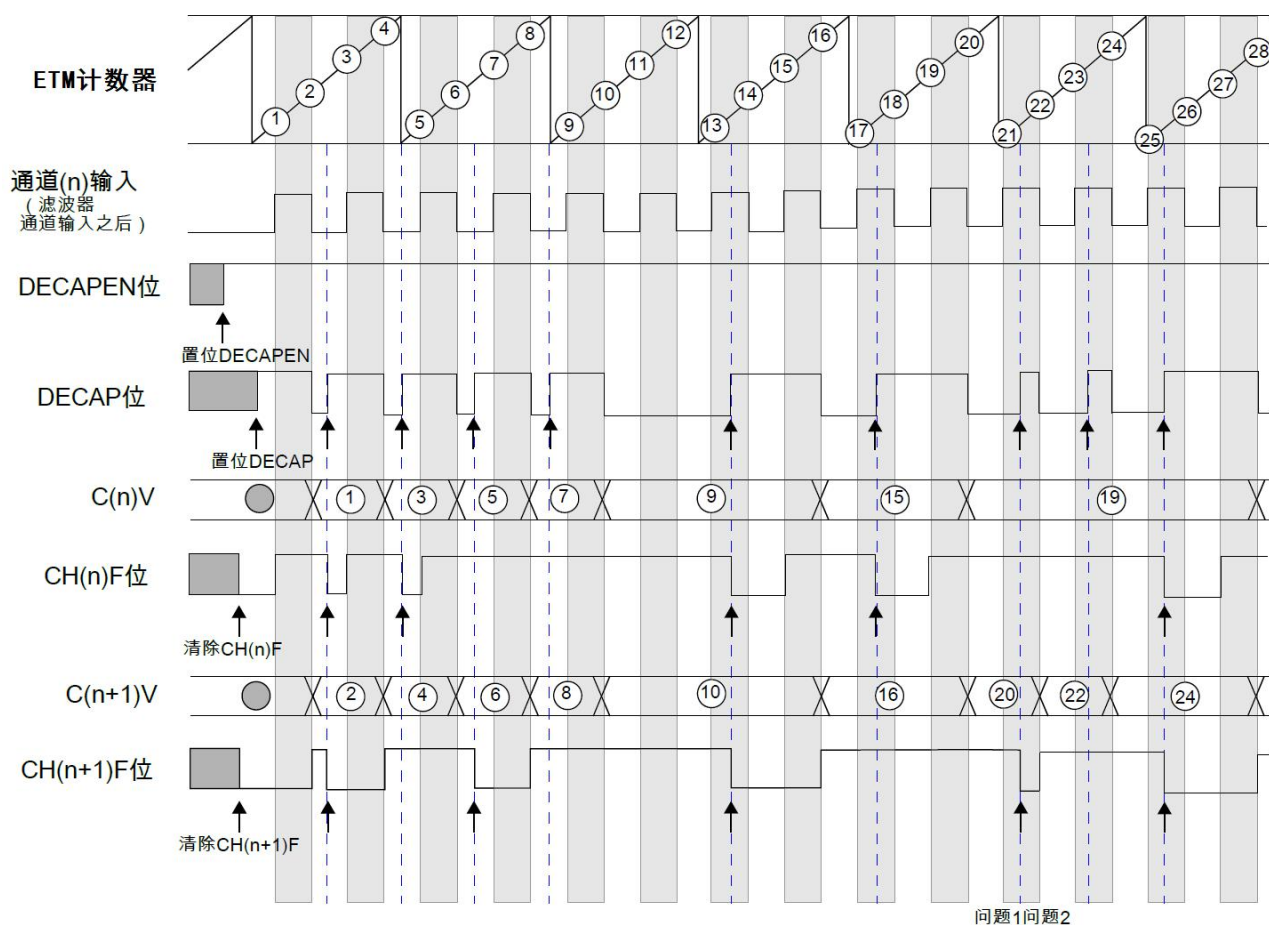 ETM计数器
1 2 3 4 5 6 7 8 9 10 11 12 13 14 15 16 17 18 19 20 21 22 23 24 25 26 27 28
通道(n)输入
（滤波器
通道输入之后）
DECAPEN位
置位DECAPEN
DECAP位
置位DECAP
C(n)V
1 3 5 7 9 15 19
CH(n)F位
清除CH(n)F
C(n+1)V
2 4 6 8 10 16 20 22 24
CH(n+1)F位
清除CH(n+1)F
问题1问题2